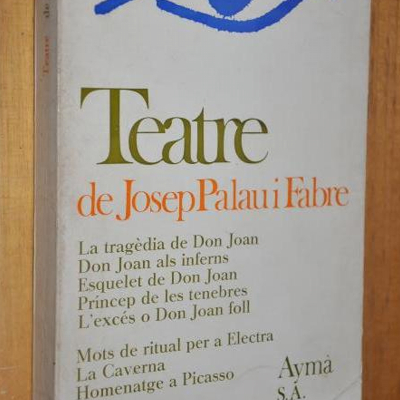 Teatre de
Teatre
de Josep Palau i Fabre
La tragèdia de Don Joan
Don Joan als inferns
Esquelet de Don Joan
Príncep de les tenebres
L'excés o Don Joan foll
Mots de ritual per a Electra
La Caverna
Homenatge a Picasso
Aymà
S.A.